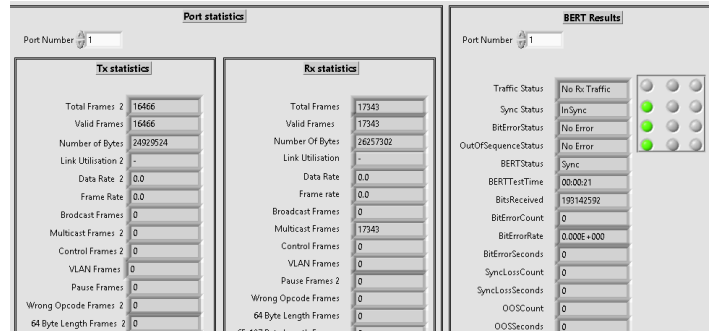 Port statistics
Port Number 1
Tx statistics
Total Frames 2 16466
Valid Frames 16466
Number of Bytes 24929524
Link Utilisation 2 -
Data Rate 2 0.0
Frame Rate 0.0
Brodcast Frames 0
Multicast Frames 2 0
Control Frames 2 0
VLAN Frames 0
Pause Frames 0
Wrong Opcode Frames 2 0
64 Byte Length Frames 2 0
Rx statistics
Total Frames 17343
Valid Frames 17343
Number Of Bytes 26257302
Link Utilisation -
Data Rate 0.0
Frame rate 0.0
Broadcast Frames 0
Multicast Frames 17343
Control Frames 0
VLAN Frames 0
Pause Frames 2 0
Wrong Opcode Frames 0
64 Byte Length Frames 0
BERT Results
Port Number 1
Traffic Status No Rx Traffic
Sync Status InSync
BitErrorStatus No Error
OutOfSequenceStatus No Error
BERTStatus Sync
BERTTestTime 00:00:21
BitsReceived 193142592
BitErrorCount 0
BitErrorRate 0.000E+000
BitErrorSeconds 0
SyncLossCount 0
SyncLossSeconds 0
OOSCount 0
OOSSeconds 0